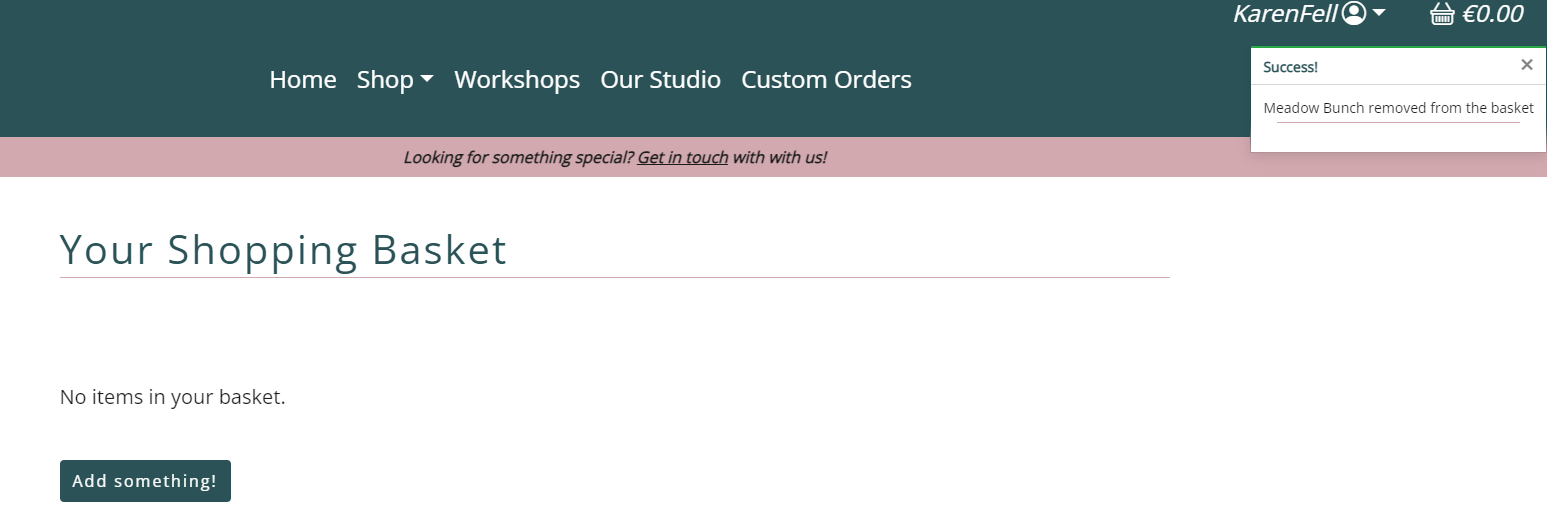 KarenFell €0.00
Home Shop Workshops Our Studio Custom Orders
Success!
Meadow Bunch removed from the basket
Looking for something special? Get in touch with with us!
Your Shopping Basket
No items in your basket.
Add something!